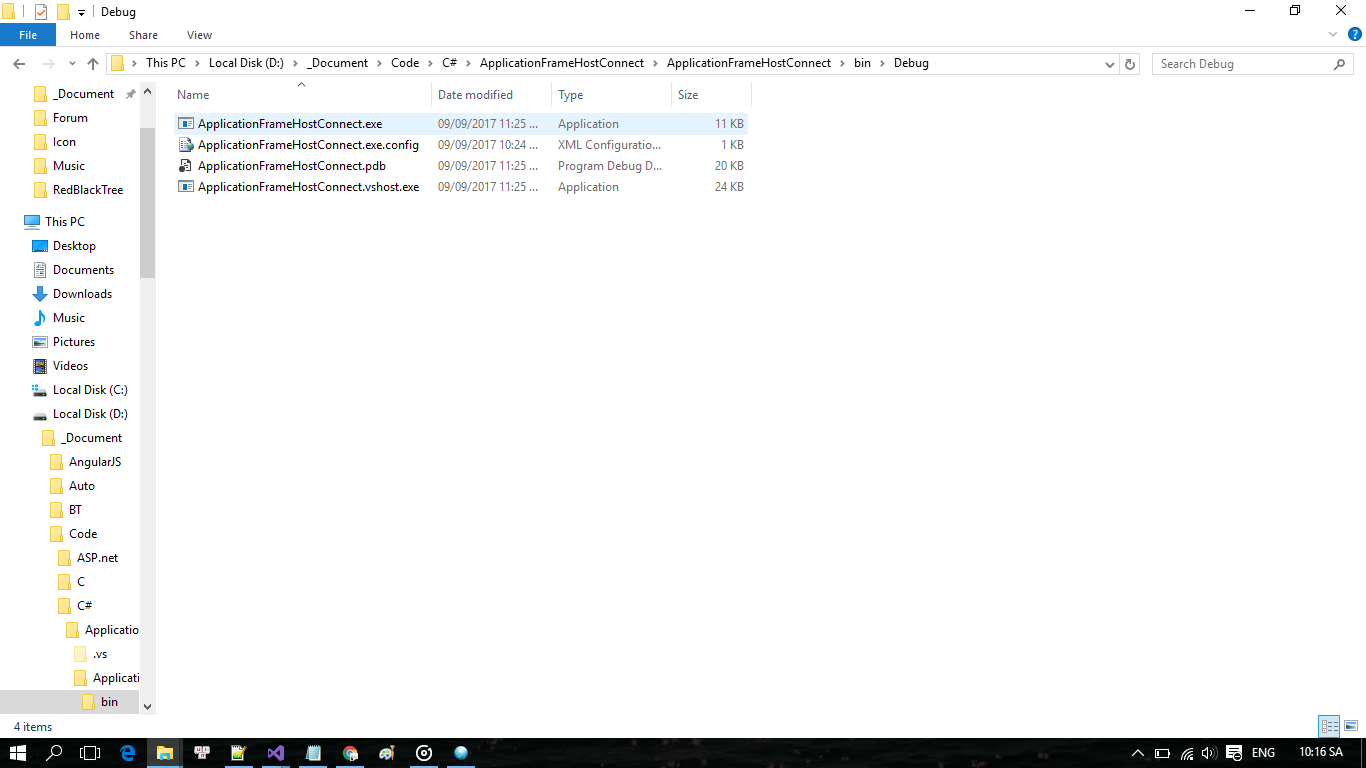 Debug
File Home Share View
This PC Local Disk (D:) _Document Code C# ApplicationFrameHostConnect ApplicationFrameHostConnect bin Debug
Search Debug
Name Date modified Type Size
ApplicationFrameHostConnect.exe 09/09/2017 11:25 ... Application 11 KB
ApplicationFrameHostConnect.exe.config 09/09/2017 10:24 ... XML Configuratio... 1 KB
ApplicationFrameHostConnect.pdb 09/09/2017 11:25 ... Program Debug D... 20 KB
ApplicationFrameHostConnect.vshost.exe 09/09/2017 11:25 ... Application 24 KB
_Document
Forum
Icon
Music
RedBlackTree
This PC
Desktop
Documents
Downloads
Music
Pictures
Videos
Local Disk (C:)
Local Disk (D:)
_Document
AngularJS
Auto
BT
Code
ASP.net
C
C#
Applicatio
.vs
Applicati
bin
4 items
ENG 10:16 SA